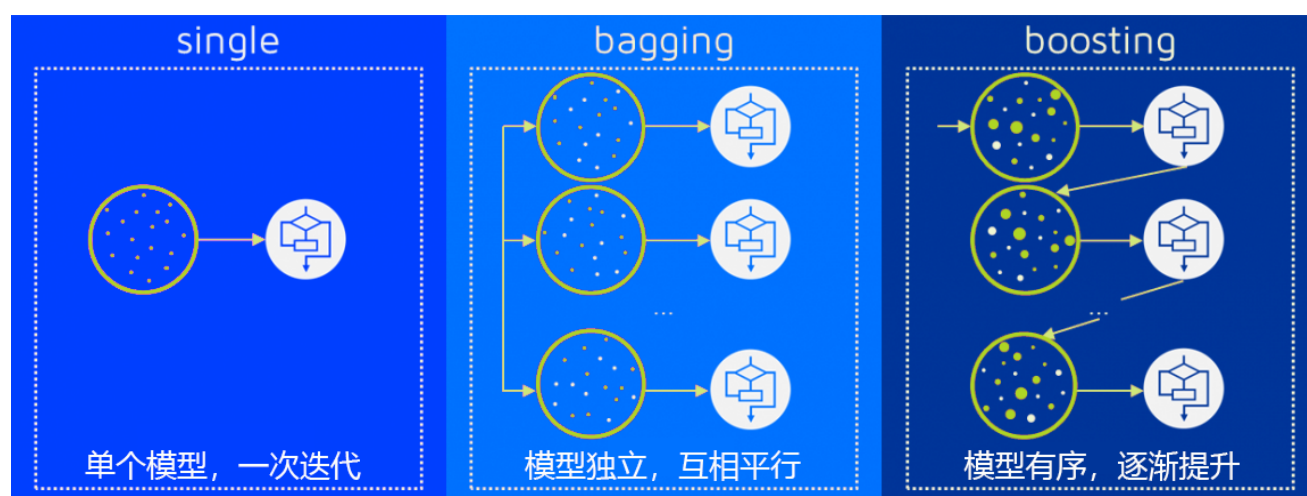 single
bagging
boosting
...
...
单个模型，一次迭代
模型独立，互相平行
模型有序，逐渐提升